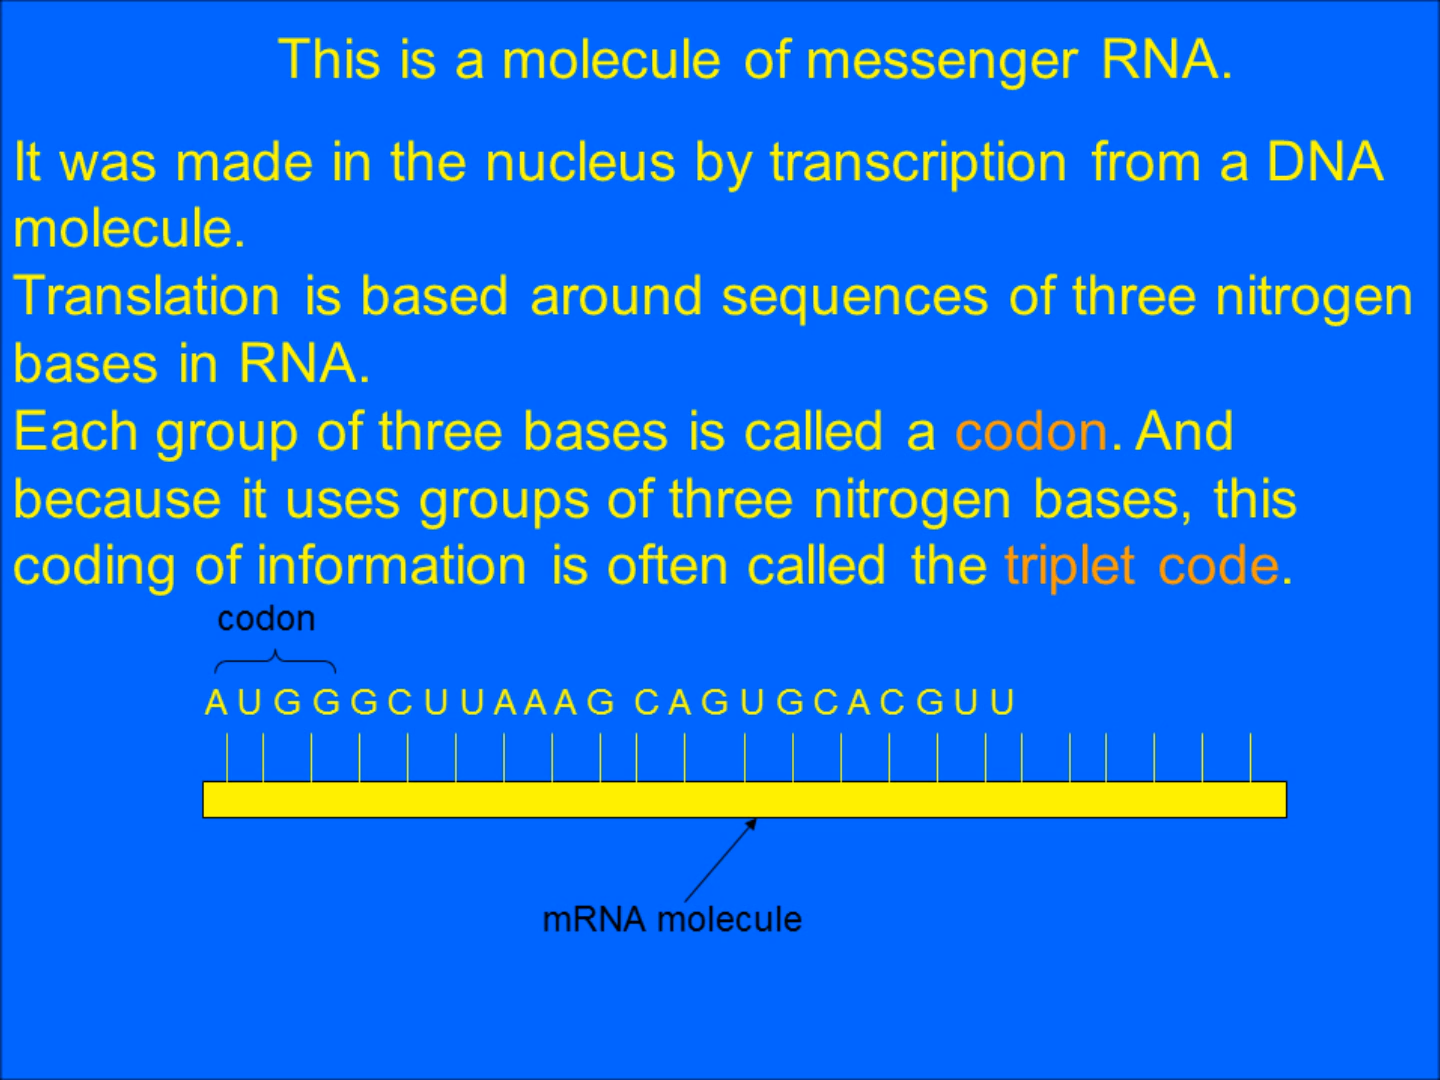 This is a molecule of messenger RNA.
It was made in the nucleus by transcription from a DNA
molecule.
Translation is based around sequences of three nitrogen
bases in RNA.
Each group of three bases is called a codon. And
because it uses groups of three nitrogen bases, this
coding of information is often called the triplet code.
codon
A U G G G C U U A A A G C A G U G C A C G U U
mRNA molecule